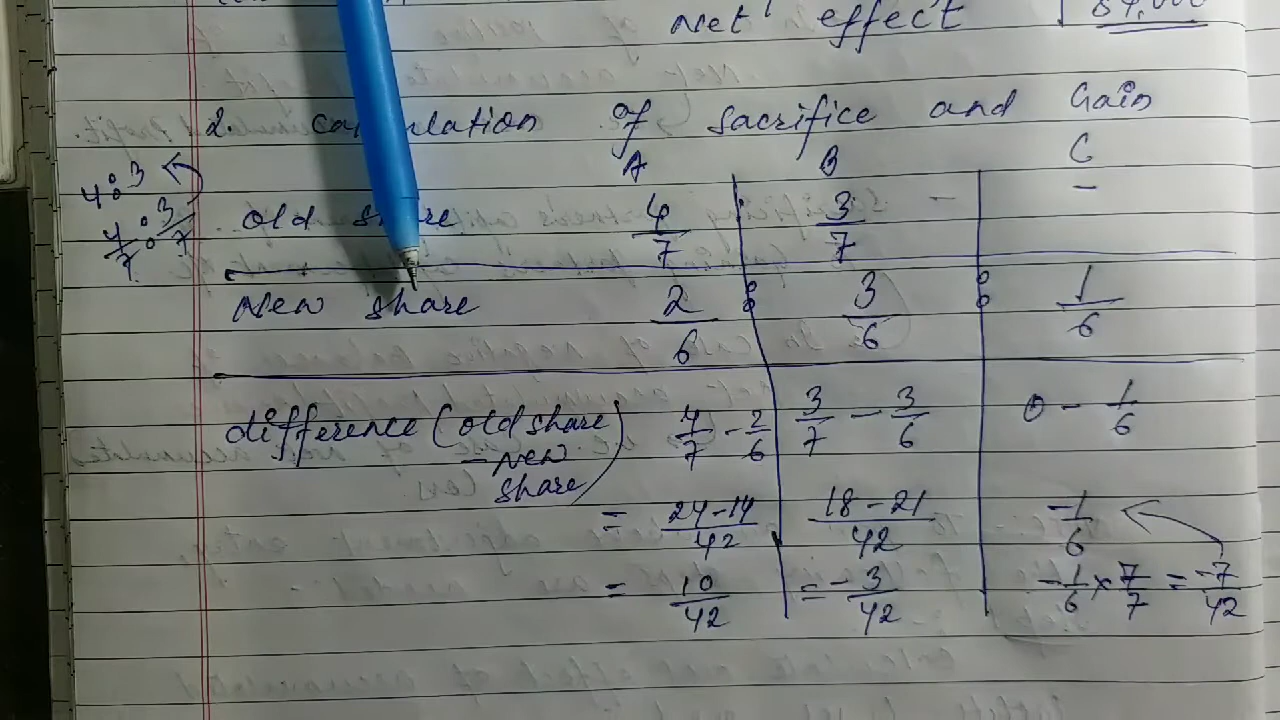 Net effect 84,000
2. Calculation of Sacrifice and Gain
A B C
4:3
4/7 : 3/7
old share 4/7 : 3/7 - -
New share 2/6 : 3/6 : 1/6
difference (old share 4/7 - 2/6 3/7 - 3/6 0 - 1/6
- New
share)
= 24-14/42 18-21/42 -1/6
= 10/42 = -3/42 -1/6 × 7/7 = -7/42